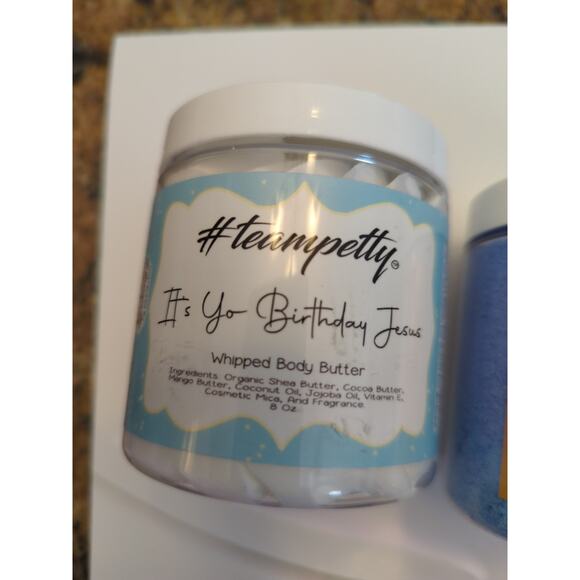 #teampetty
It's Yo Birthday Jesus
Whipped Body Butter
Ingredients: Organic Shea Butter, Cocoa Butter,
Mango Butter, Coconut Oil, Jojoba Oil, Vitamin E,
Cosmetic Mica, And Fragrance.
8 Oz.